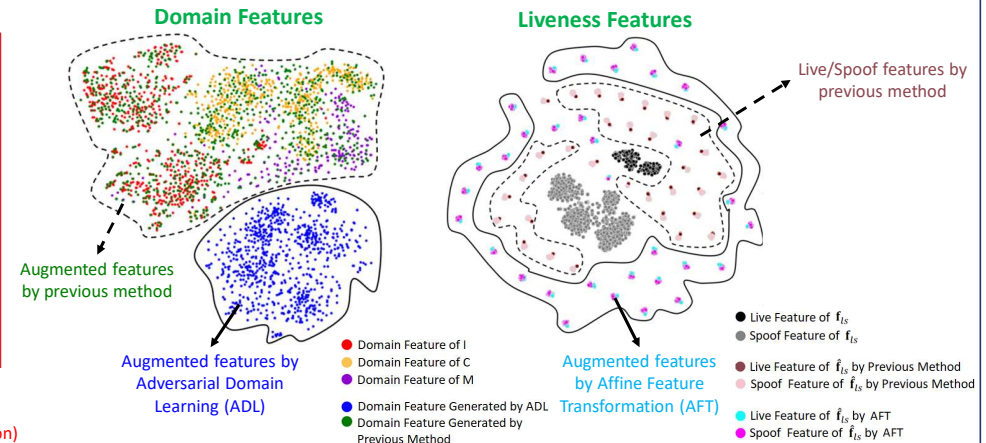 Domain Features
Liveness Features
Live/Spoof features by
previous method
Augmented features
by previous method
Augmented features by
Adversarial Domain
Learning (ADL)
Domain Feature of I
Domain Feature of C
Domain Feature of M
Domain Feature Generated by ADL
Domain Feature Generated by
Previous Method
Augmented features
by Affine Feature
Transformation (AFT)
Live Feature of f_ls
Spoof Feature of f_ls
Live Feature of f̂_ls by Previous Method
Spoof Feature of f̂_ls by Previous Method
Live Feature of f̂_ls by AFT
Spoof Feature of f̂_ls by AFT
on)